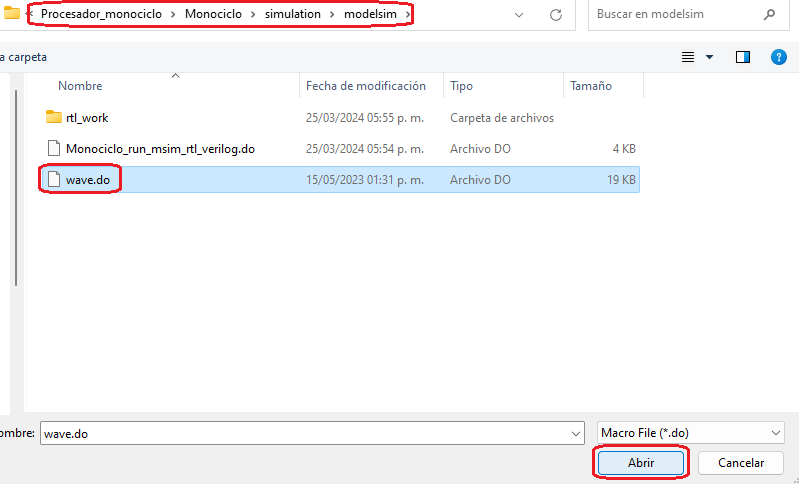 Procesador_monociclo > Monociclo > simulation > modelsim >
Buscar en modelsim
a carpeta
Nombre Fecha de modificación Tipo Tamaño
rtl_work 25/03/2024 05:55 p. m. Carpeta de archivos
Monociclo_run_msim_rtl_verilog.do 25/03/2024 05:54 p. m. Archivo DO 4 KB
wave.do 15/05/2023 01:31 p. m. Archivo DO 19 KB
ombre: wave.do Macro File (*.do)
Abrir Cancelar